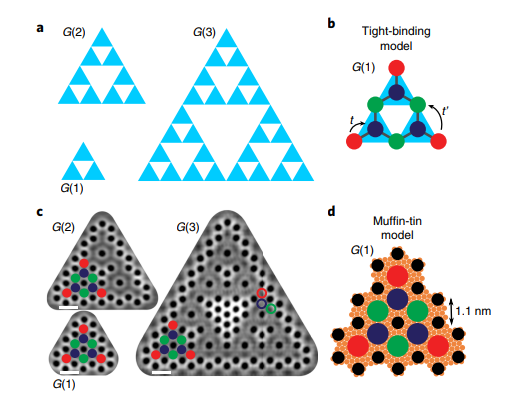 a
G(2)
G(3)
G(1)
b
Tight-binding
model
G(1)
t
t'
c
G(2)
G(3)
G(1)
d
Muffin-tin
model
G(1)
1.1 nm